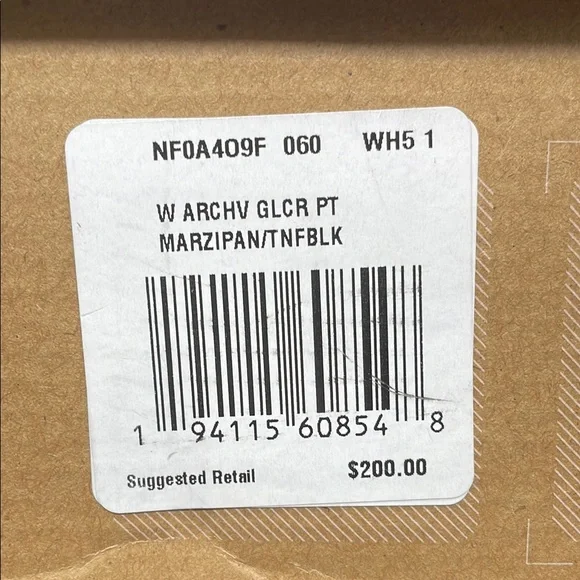 NF0A4O9F 060 WH5 1
W ARCHV GLCR PT
MARZIPAN/TNFBLK
1 94115 60854 8
Suggested Retail $200.00